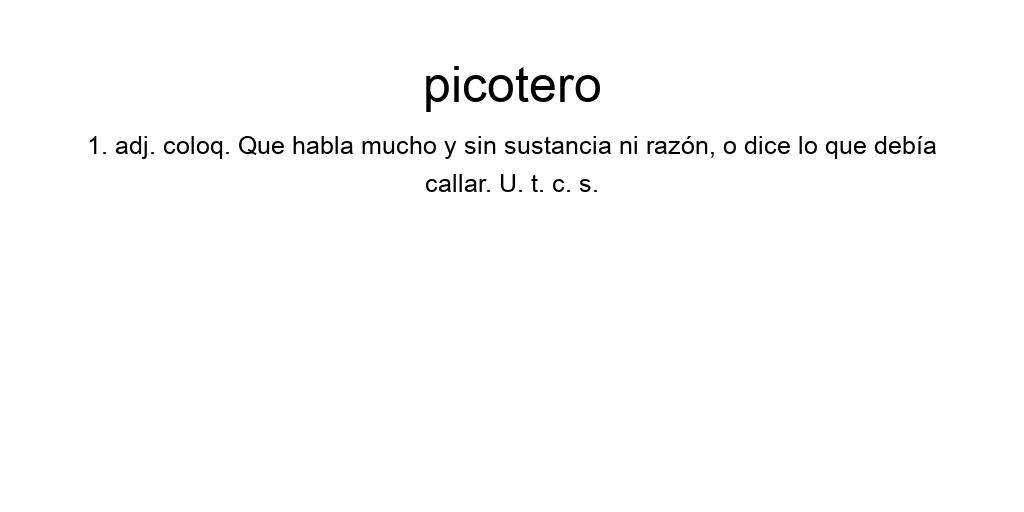 picotero
1. adj. coloq. Que habla mucho y sin sustancia ni razón, o dice lo que debía
callar. U. t. c. s.